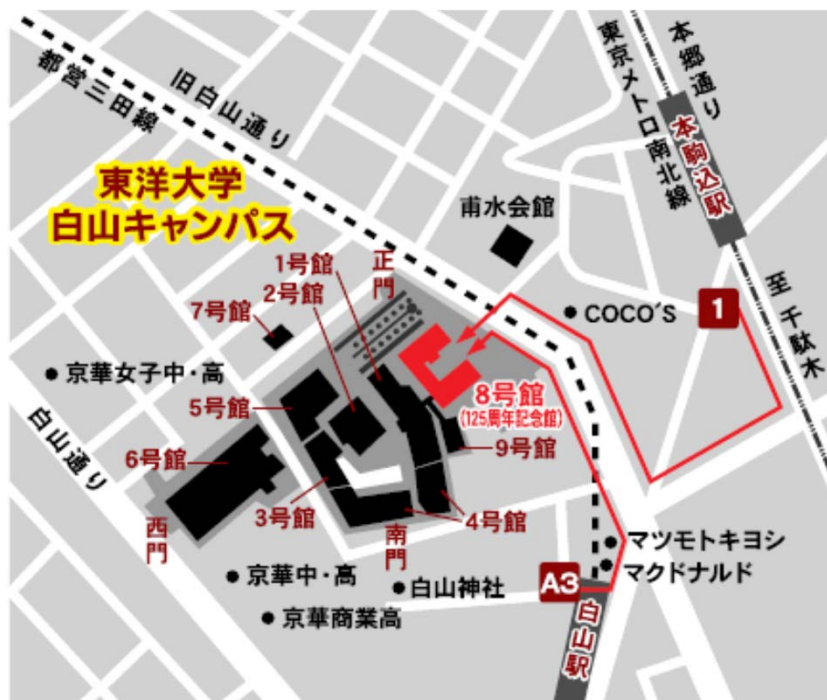 本郷通り
東京メトロ南北線
本駒込駅
旧白山通り
都営三田線
東洋大学
白山キャンパス
甫水会館
正門
1号館
2号館
7号館
COCO'S
1
至 千駄木
京華女子中・高
5号館
8号館
(125周年記念館)
白山通り
6号館
9号館
3号館
4号館
西門
南門
マツモトキヨシ
マクドナルド
京華中・高
白山神社
A3
京華商業高
白山駅